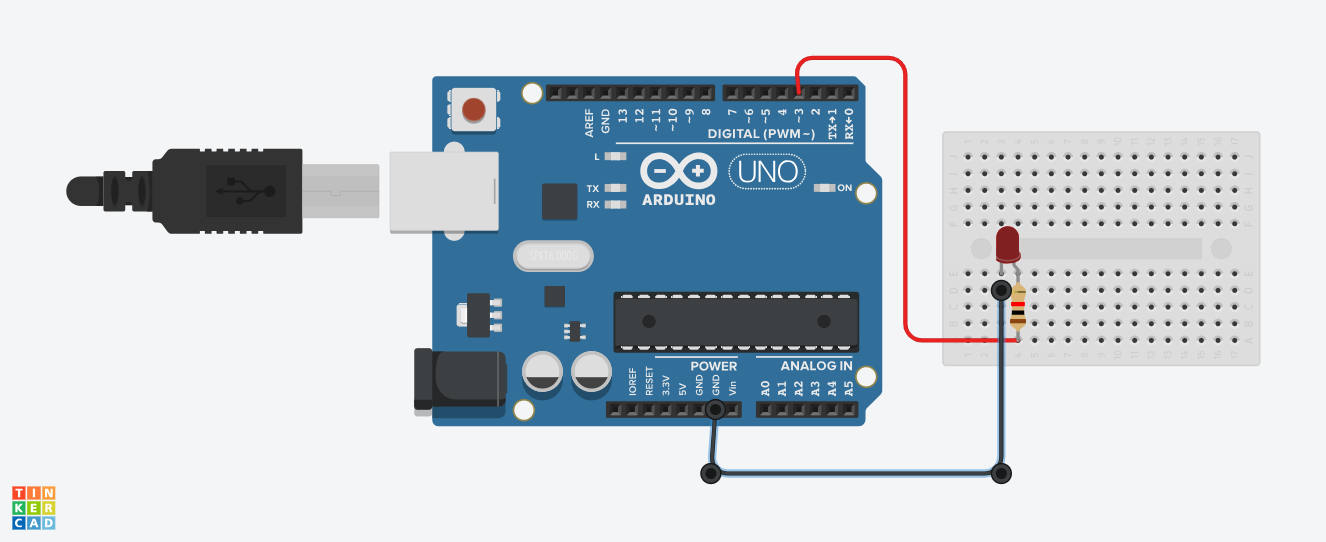 AREF
GND
13
12
~11
~10
~9
8
7
~6
~5
4
~3
2
TX→1
RX←0
DIGITAL (PWM~)
L
TX
RX
UNO
ON
ARDUINO
IOREF
RESET
3.3V
5V
GND
GND
Vin
POWER
ANALOG IN
A0
A1
A2
A3
A4
A5
TIN
KER
CAD